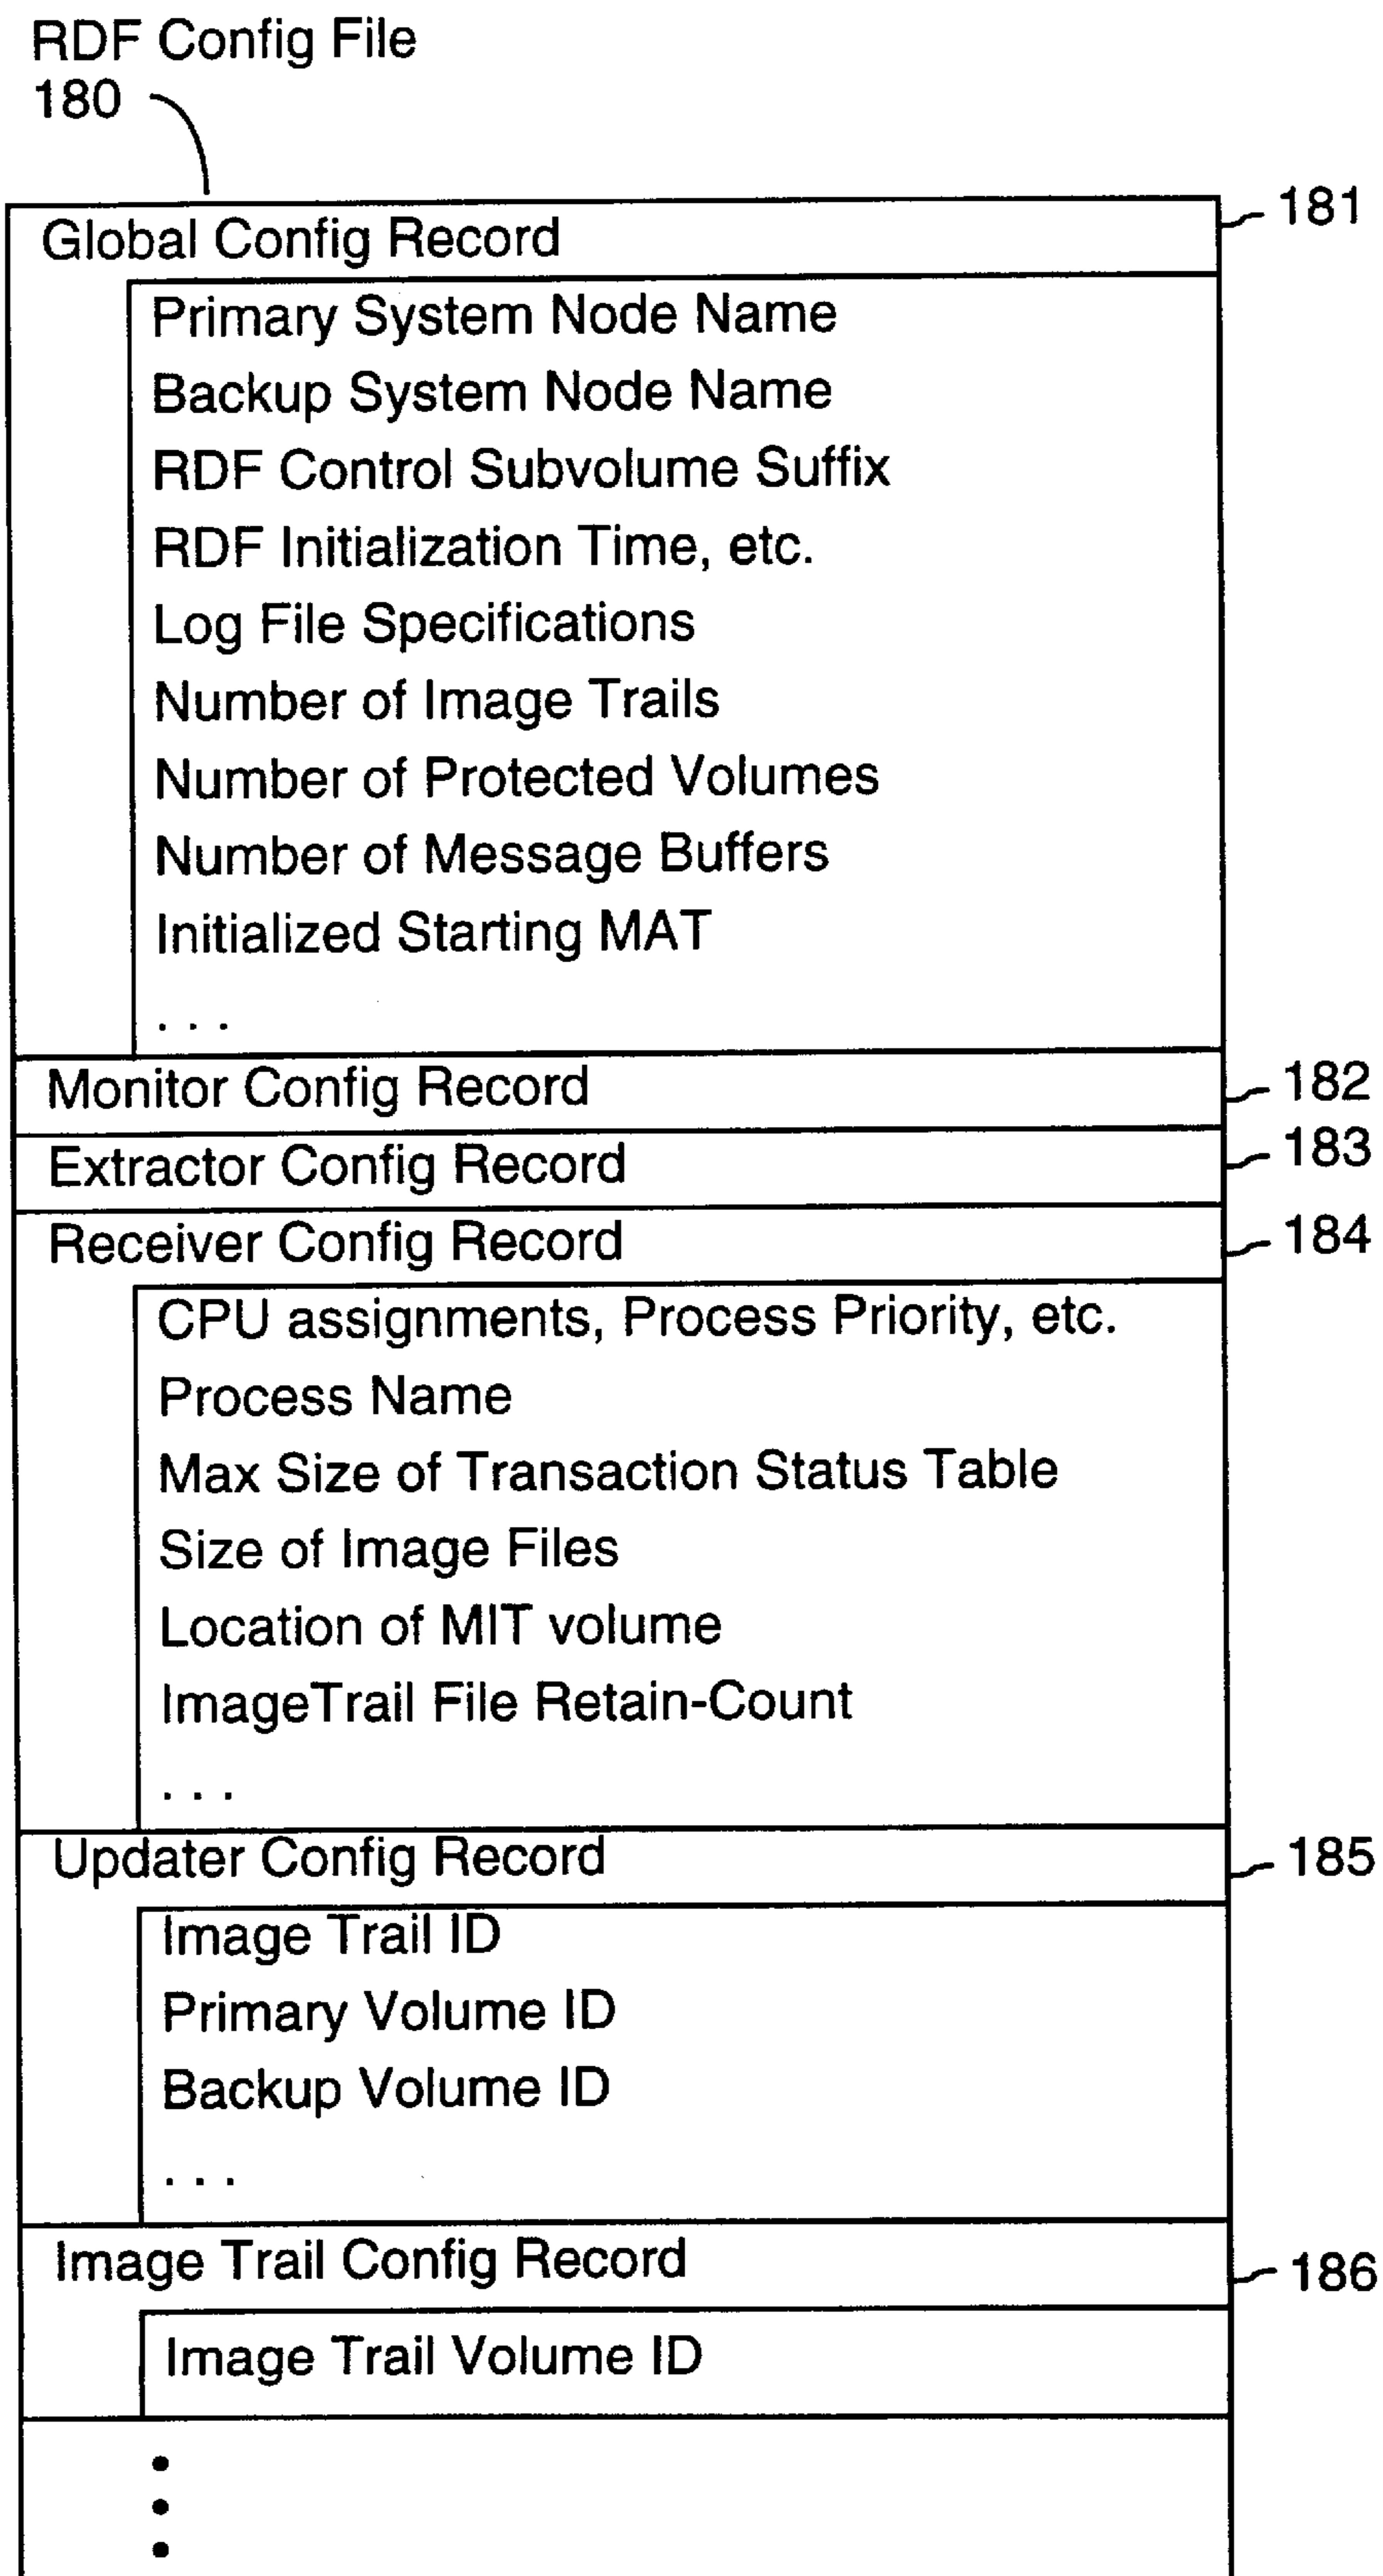 RDF Config File
180
181
Global Config Record
Primary System Node Name
Backup System Node Name
RDF Control Subvolume Suffix
RDF Initialization Time, etc.
Log File Specifications
Number of Image Trails
Number of Protected Volumes
Number of Message Buffers
Initialized Starting MAT
. . .
Monitor Config Record 182
Extractor Config Record 183
Receiver Config Record 184
CPU assignments, Process Priority, etc.
Process Name
Max Size of Transaction Status Table
Size of Image Files
Location of MIT volume
ImageTrail File Retain-Count
. . .
Updater Config Record 185
Image Trail ID
Primary Volume ID
Backup Volume ID
. . .
Image Trail Config Record 186
Image Trail Volume ID